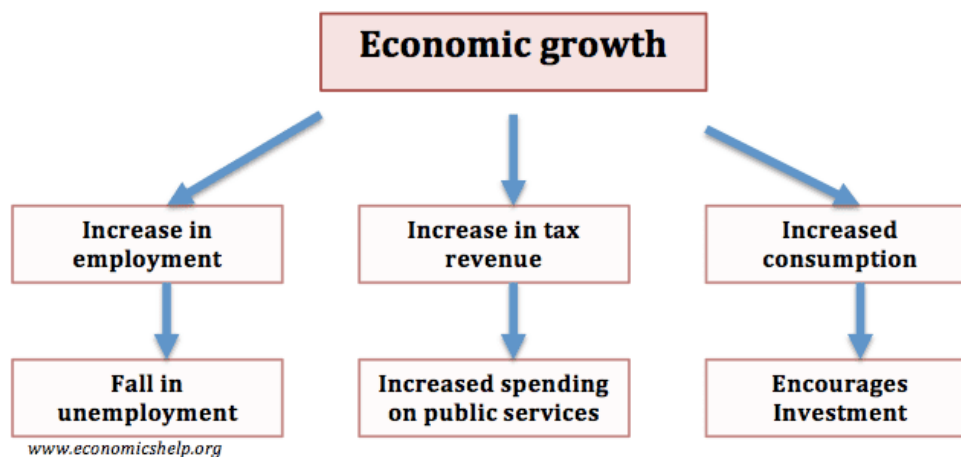 Economic growth
Increase in
employment
Increase in tax
revenue
Increased
consumption
Fall in
unemployment
Increased spending
on public services
Encourages
Investment
www.economicshelp.org